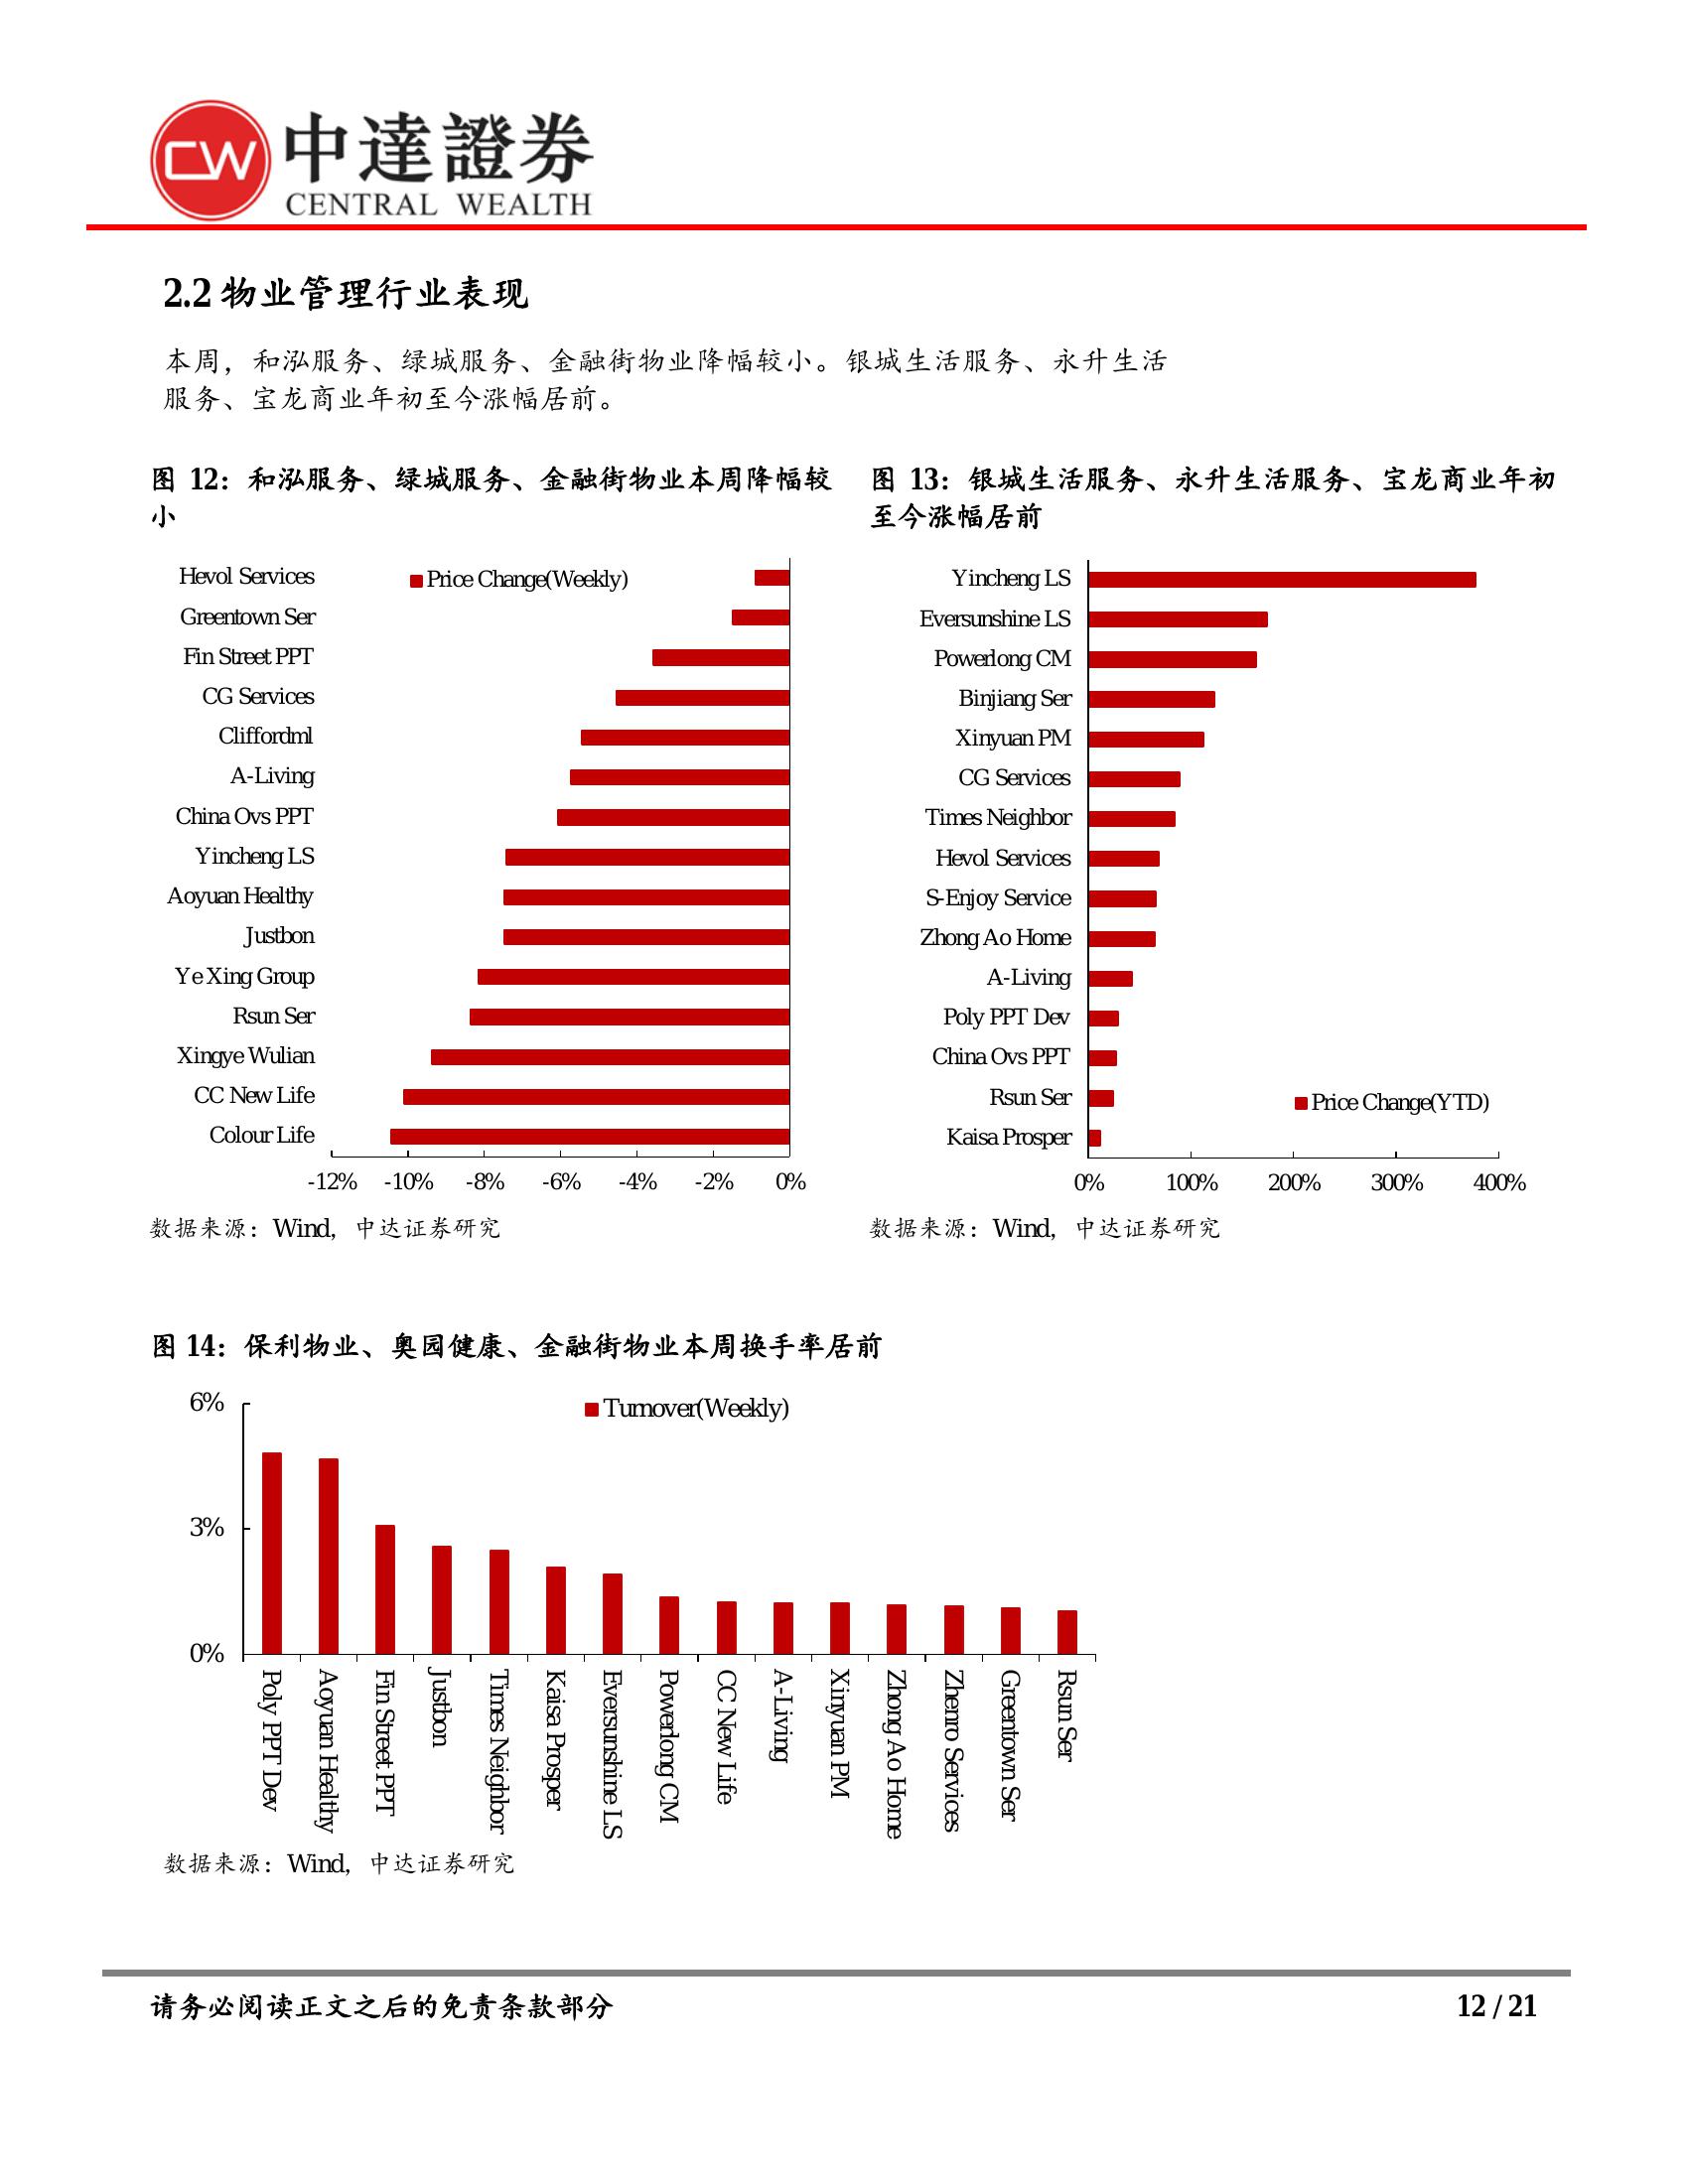 CW 中達證券
CENTRAL WEALTH
2.2 物业管理行业表现
本周，和泓服务、绿城服务、金融街物业降幅较小。银城生活服务、永升生活
服务、宝龙商业年初至今涨幅居前。
图 12：和泓服务、绿城服务、金融街物业本周降幅较
小
Price Change(Weekly)
Hevol Services
Greentown Ser
Fin Street PPT
CG Services
Cliffordml
A-Living
China Ovs PPT
Yincheng LS
Aoyuan Healthy
Justbon
Ye Xing Group
Rsun Ser
Xingye Wulian
CC New Life
Colour Life
-12% -10% -8% -6% -4% -2% 0%
数据来源：Wind，中达证券研究
图 13：银城生活服务、永升生活服务、宝龙商业年初
至今涨幅居前
Yincheng LS
Eversunshine LS
Powerlong CM
Binjiang Ser
Xinyuan PM
CG Services
Times Neighbor
Hevol Services
S-Enjoy Service
Zhong Ao Home
A-Living
Poly PPT Dev
China Ovs PPT
Rsun Ser
Kaisa Prosper
Price Change(YTD)
0% 100% 200% 300% 400%
数据来源：Wind，中达证券研究
图 14：保利物业、奥园健康、金融街物业本周换手率居前
Turnover(Weekly)
6%
3%
0%
Poly PPT Dev
Aoyuan Healthy
Fin Street PPT
Justbon
Times Neighbor
Kaisa Prosper
Eversunshine LS
Powerlong CM
CC New Life
A-Living
Xinyuan PM
Zhong Ao Home
Zhenro Services
Greentown Ser
Rsun Ser
数据来源：Wind，中达证券研究
请务必阅读正文之后的免责条款部分
12 / 21